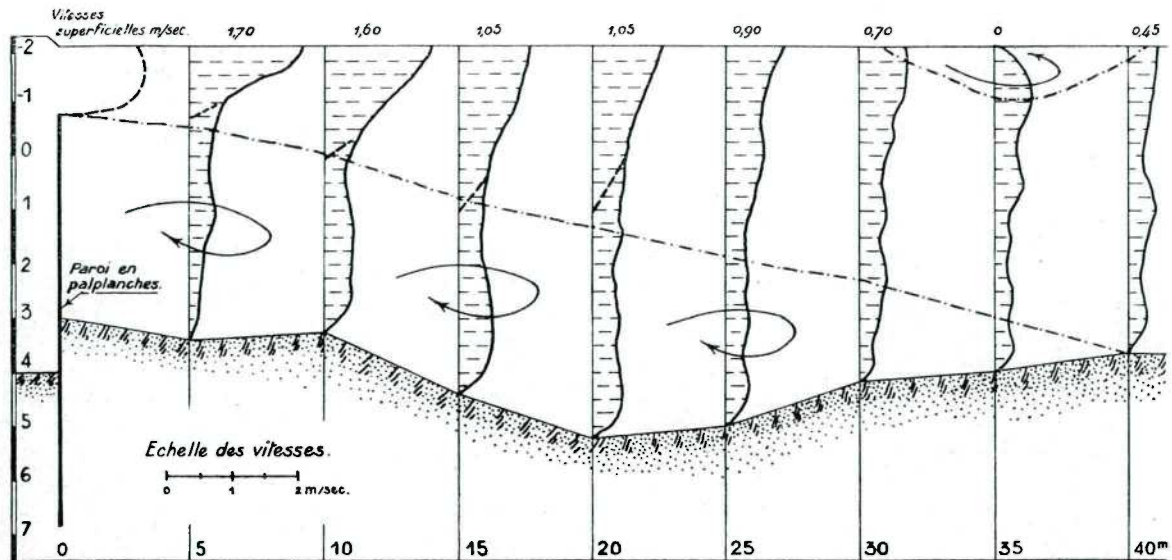 Vitesses
superficielles m/sec. 1,70 1,60 1,05 1,05 0,90 0,70 0 0,45
-2
-1
0
1
2
Paroi en
palplanches.
3
4
5
Echelle des vitesses.
6
0 1 2 m/sec.
7
0 5 10 15 20 25 30 35 40m